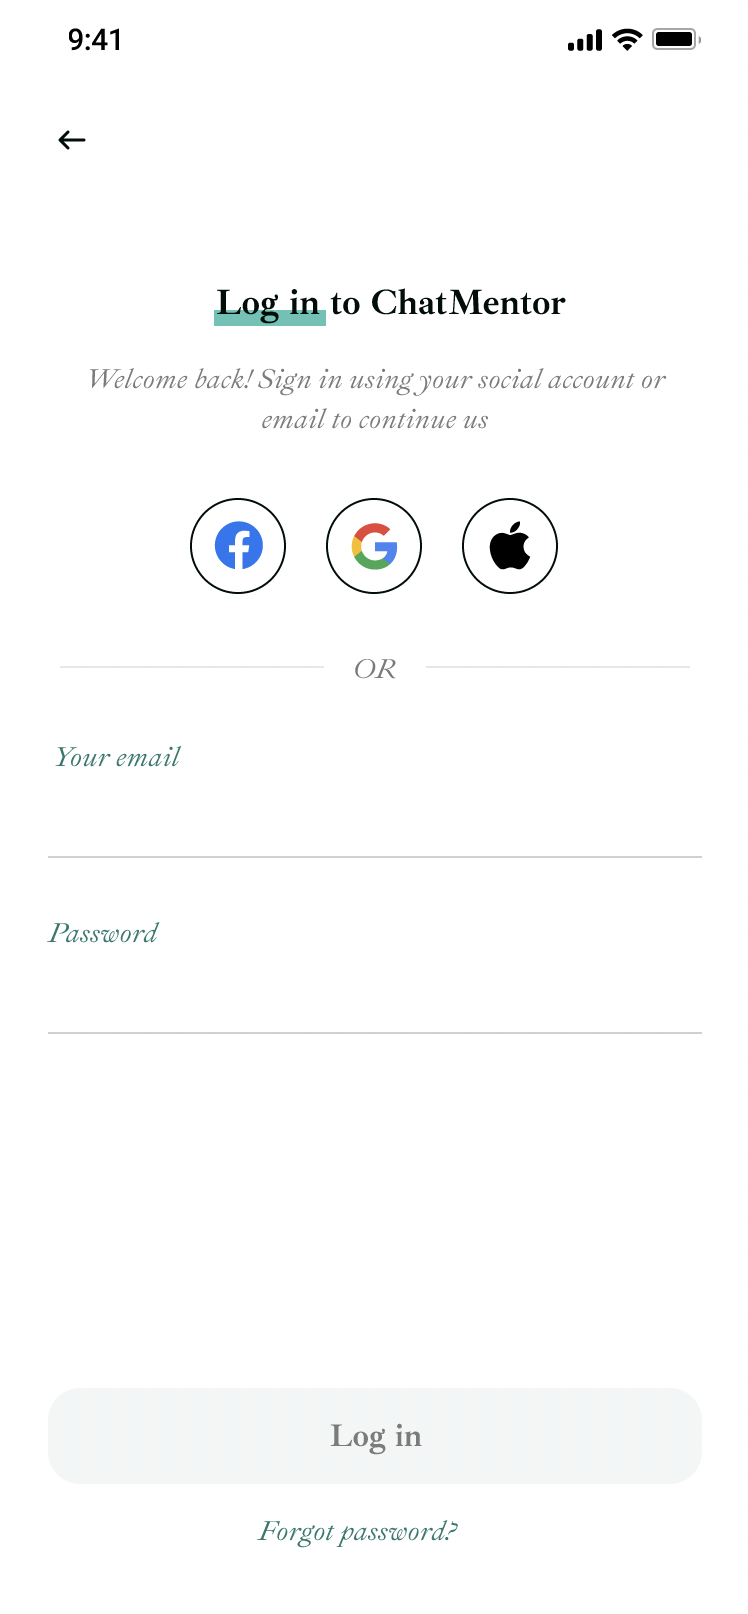 9:41
Log in to ChatMentor
Welcome back! Sign in using your social account or
email to continue us
OR
Your email
Password
Log in
Forgot password?